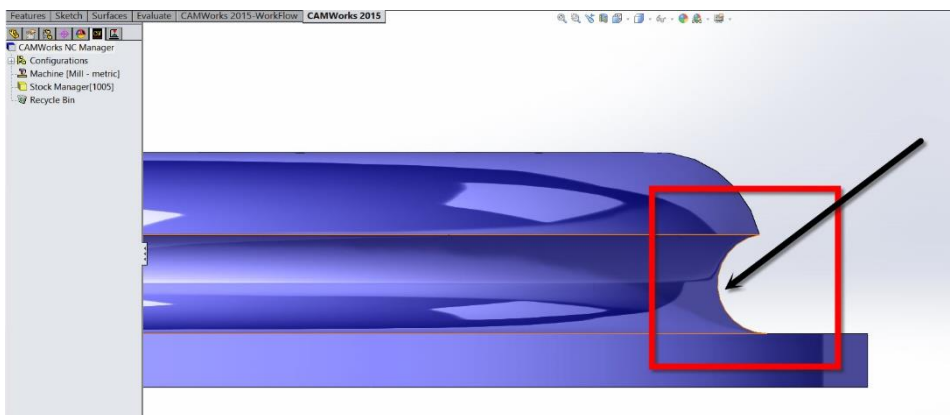 Features Sketch Surfaces Evaluate CAMWorks 2015-WorkFlow CAMWorks 2015
CAMWorks NC Manager
Configurations
Machine [Mill - metric]
Stock Manager[1005]
Recycle Bin